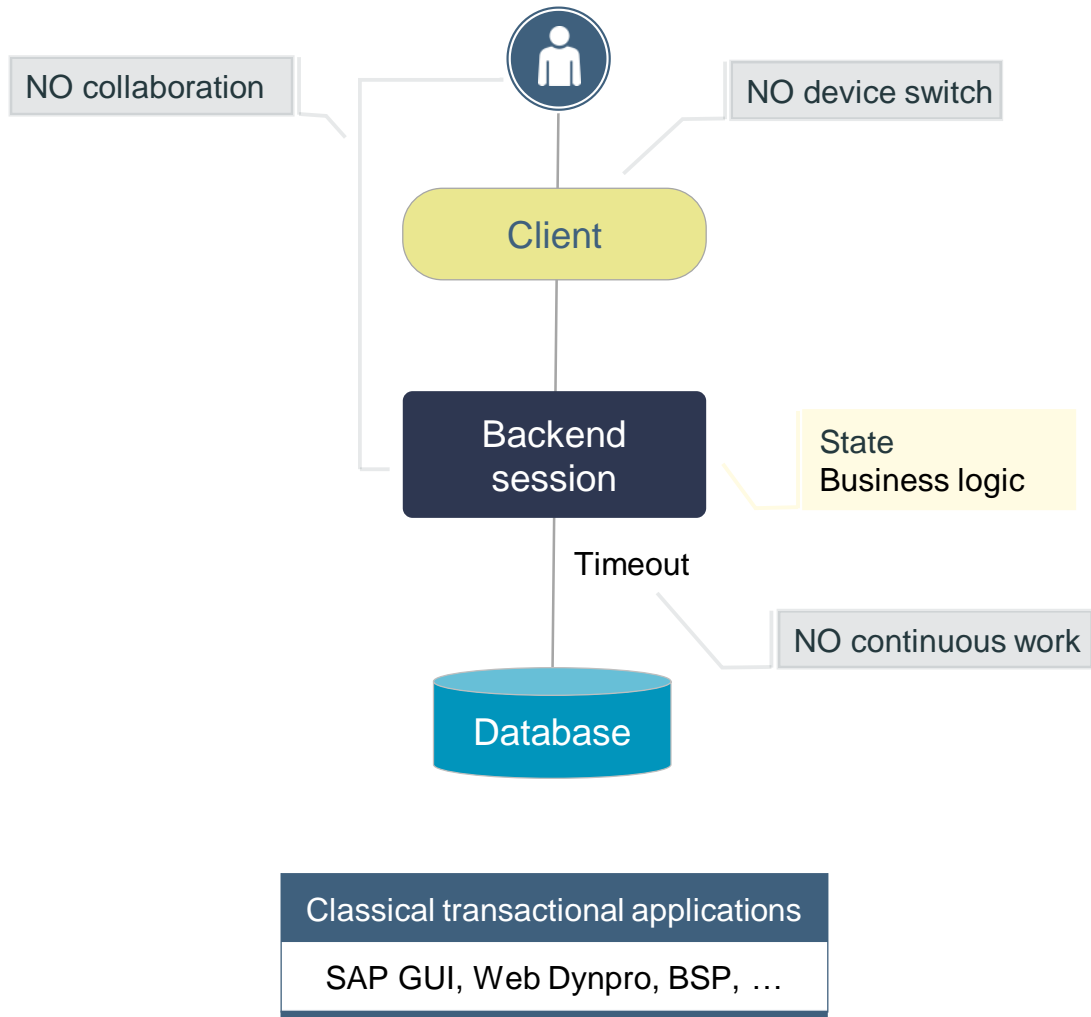 NO collaboration
NO device switch
Client
Backend
session
State
Business logic
Timeout
NO continuous work
Database
Classical transactional applications
SAP GUI, Web Dynpro, BSP, …